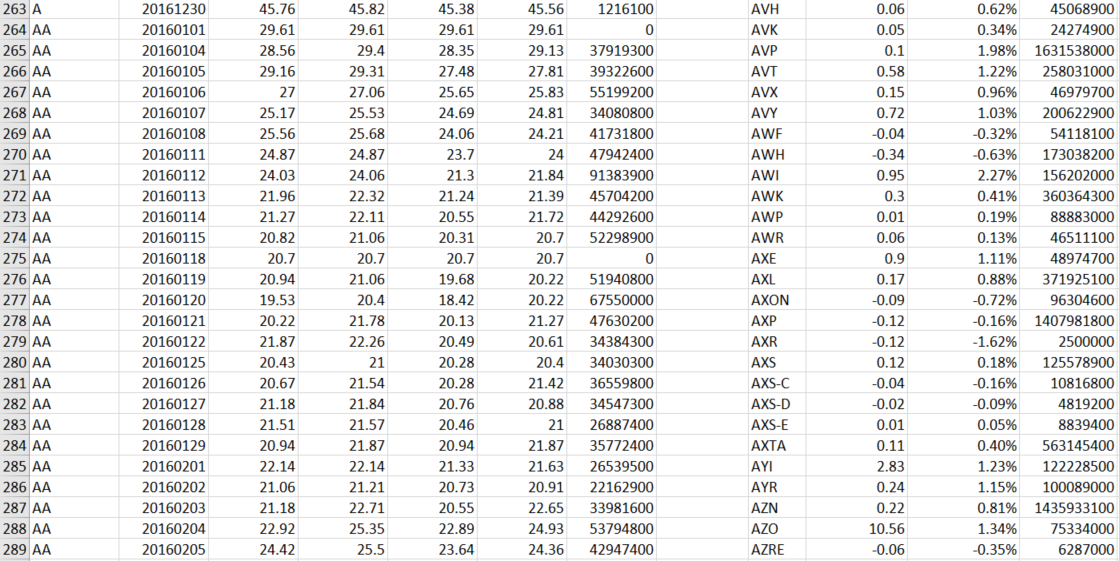 263 A 20161230 45.76 45.82 45.38 45.56 1216100 AVH 0.06 0.62% 45068900
264 AA 20160101 29.61 29.61 29.61 29.61 0 AVK 0.05 0.34% 24274900
265 AA 20160104 28.56 29.4 28.35 29.13 37919300 AVP 0.1 1.98% 1631538000
266 AA 20160105 29.16 29.31 27.48 27.81 39322600 AVT 0.58 1.22% 258031000
267 AA 20160106 27 27.06 25.65 25.83 55199200 AVX 0.15 0.96% 46979700
268 AA 20160107 25.17 25.53 24.69 24.81 34080800 AVY 0.72 1.03% 200622900
269 AA 20160108 25.56 25.68 24.06 24.21 41731800 AWF -0.04 -0.32% 54118100
270 AA 20160111 24.87 24.87 23.7 24 47942400 AWH -0.34 -0.63% 173038200
271 AA 20160112 24.03 24.06 21.3 21.84 91383900 AWI 0.95 2.27% 156202000
272 AA 20160113 21.96 22.32 21.24 21.39 45704200 AWK 0.3 0.41% 360364300
273 AA 20160114 21.27 22.11 20.55 21.72 44292600 AWP 0.01 0.19% 88883000
274 AA 20160115 20.82 21.06 20.31 20.7 52298900 AWR 0.06 0.13% 46511100
275 AA 20160118 20.7 20.7 20.7 20.7 0 AXE 0.9 1.11% 48974700
276 AA 20160119 20.94 21.06 19.68 20.22 51940800 AXL 0.17 0.88% 371925100
277 AA 20160120 19.53 20.4 18.42 20.22 67550000 AXON -0.09 -0.72% 96304600
278 AA 20160121 20.22 21.78 20.13 21.27 47630200 AXP -0.12 -0.16% 1407981800
279 AA 20160122 21.87 22.26 20.49 20.61 34384300 AXR -0.12 -1.62% 2500000
280 AA 20160125 20.43 21 20.28 20.4 34030300 AXS 0.12 0.18% 125578900
281 AA 20160126 20.67 21.54 20.28 21.42 36559800 AXS-C -0.04 -0.16% 10816800
282 AA 20160127 21.18 21.84 20.76 20.88 34547300 AXS-D -0.02 -0.09% 4819200
283 AA 20160128 21.51 21.57 20.46 21 26887400 AXS-E 0.01 0.05% 8839400
284 AA 20160129 20.94 21.87 20.94 21.87 35772400 AXTA 0.11 0.40% 563145400
285 AA 20160201 22.14 22.14 21.33 21.63 26539500 AYI 2.83 1.23% 122228500
286 AA 20160202 21.06 21.21 20.73 20.91 22162900 AYR 0.24 1.15% 100089000
287 AA 20160203 21.18 22.71 20.55 22.65 33981600 AZN 0.22 0.81% 1435933100
288 AA 20160204 22.92 25.35 22.89 24.93 53794800 AZO 10.56 1.34% 75334000
289 AA 20160205 24.42 25.5 23.64 24.36 42947400 AZRE -0.06 -0.35% 6287000